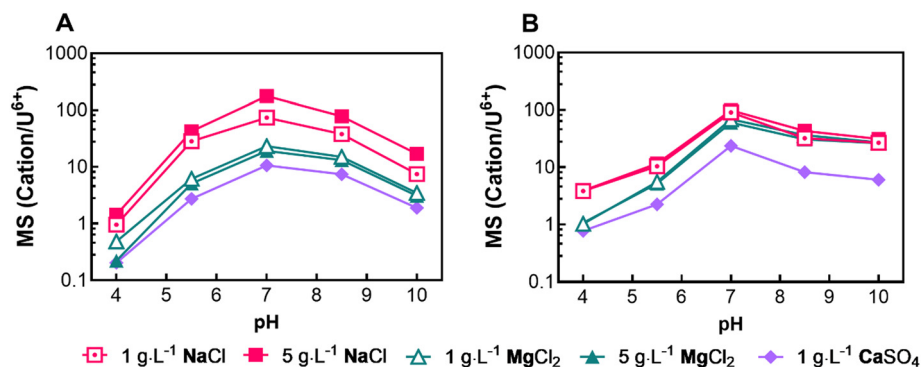 A
B
MS (Cation/U⁶⁺)
1000
100
10
1
0.1
4 5 6 7 8 9 10
pH
MS (Cation/U⁶⁺)
1000
100
10
1
0.1
4 5 6 7 8 9 10
pH
1 g·L⁻¹ NaCl 5 g·L⁻¹ NaCl 1 g·L⁻¹ MgCl₂ 5 g·L⁻¹ MgCl₂ 1 g·L⁻¹ CaSO₄